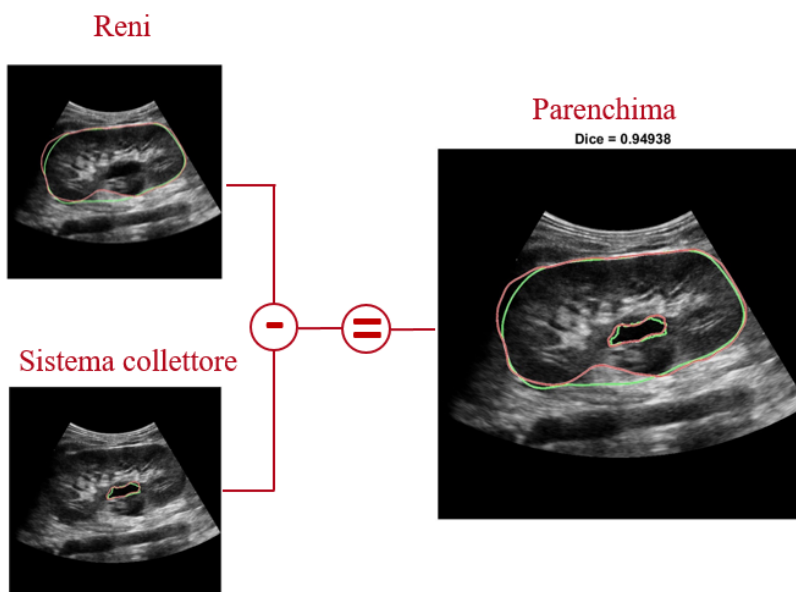 Reni
Sistema collettore
-
=
Parenchima
Dice = 0.94938